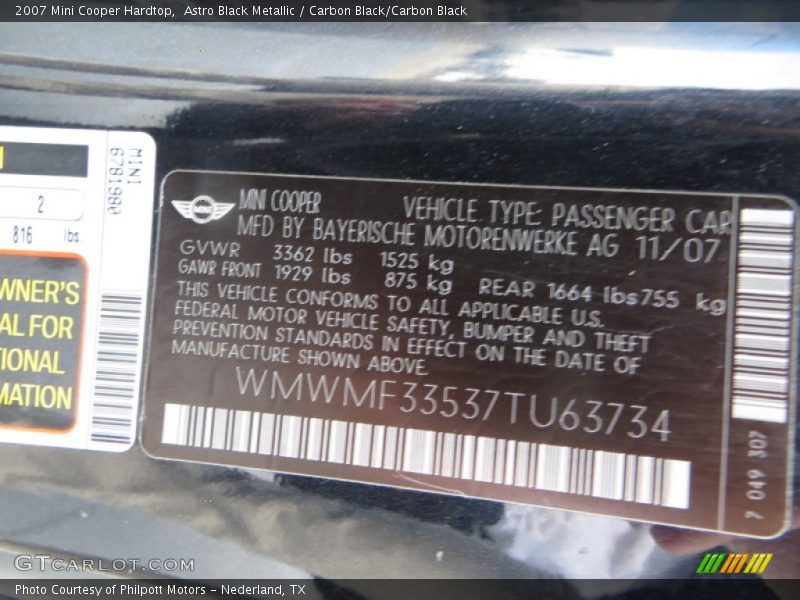 2007 Mini Cooper Hardtop,  Astro Black Metallic / Carbon Black/Carbon Black
MINI
6781980
2
816 lbs.
WNER'S
AL FOR
TIONAL
MATION
MINI
MINI COOPER
VEHICLE TYPE: PASSENGER CAR
MFD BY BAYERISCHE MOTORENWERKE AG 11/07
GVWR 3362 lbs 1525 kg
GAWR FRONT 1929 lbs 875 kg REAR 1664 lbs 755 kg
THIS VEHICLE CONFORMS TO ALL APPLICABLE U.S.
FEDERAL MOTOR VEHICLE SAFETY, BUMPER AND THEFT
PREVENTION STANDARDS IN EFFECT ON THE DATE OF
MANUFACTURE SHOWN ABOVE.
WMWMF33537TU63734
7 049 307
GTCarLot.com
Photo Courtesy of Philpott Motors – Nederland, TX